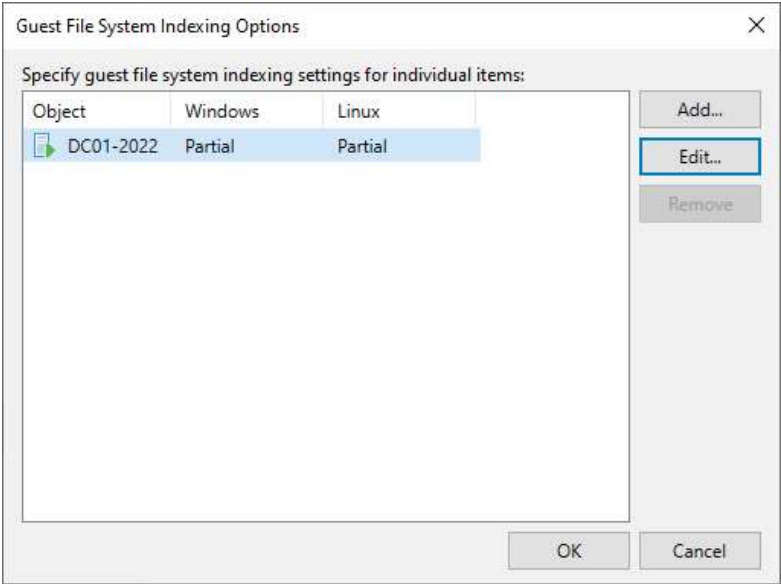 Guest File System Indexing Options
Specify guest file system indexing settings for individual items:
Object Windows Linux
DC01-2022 Partial Partial
Add...
Edit...
Remove
OK Cancel